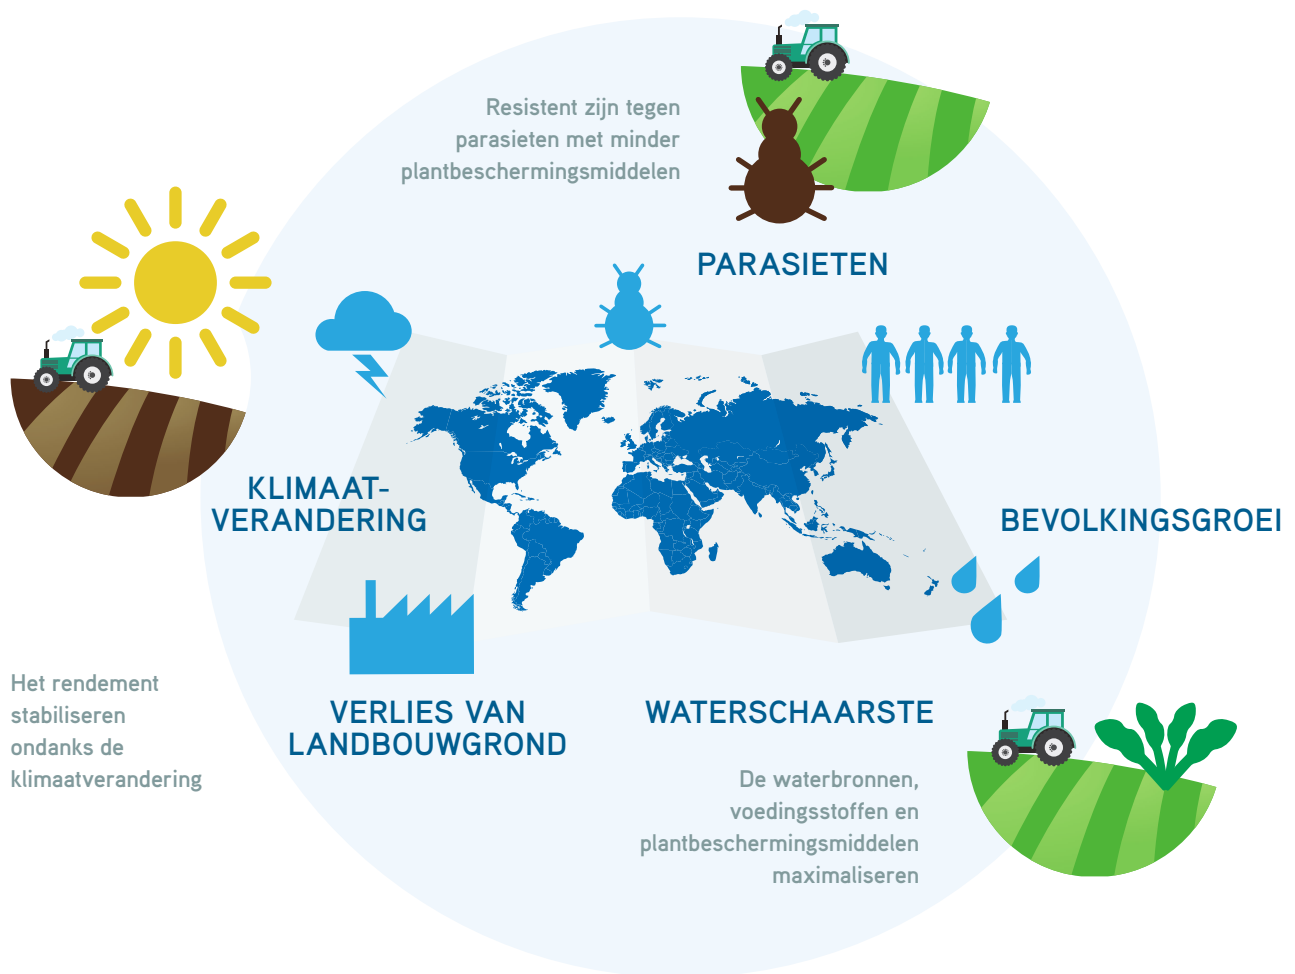 Resistent zijn tegen
parasieten met minder
plantbeschermingsmiddelen
PARASIETEN
KLIMAAT-
VERANDERING
BEVOLKINGSGROEI
Het rendement
stabiliseren
ondanks de
klimaatverandering
VERLIES VAN
LANDBOUWGROND
WATERSCHAARSTE
De waterbronnen,
voedingsstoffen en
plantbeschermingsmiddelen
maximaliseren